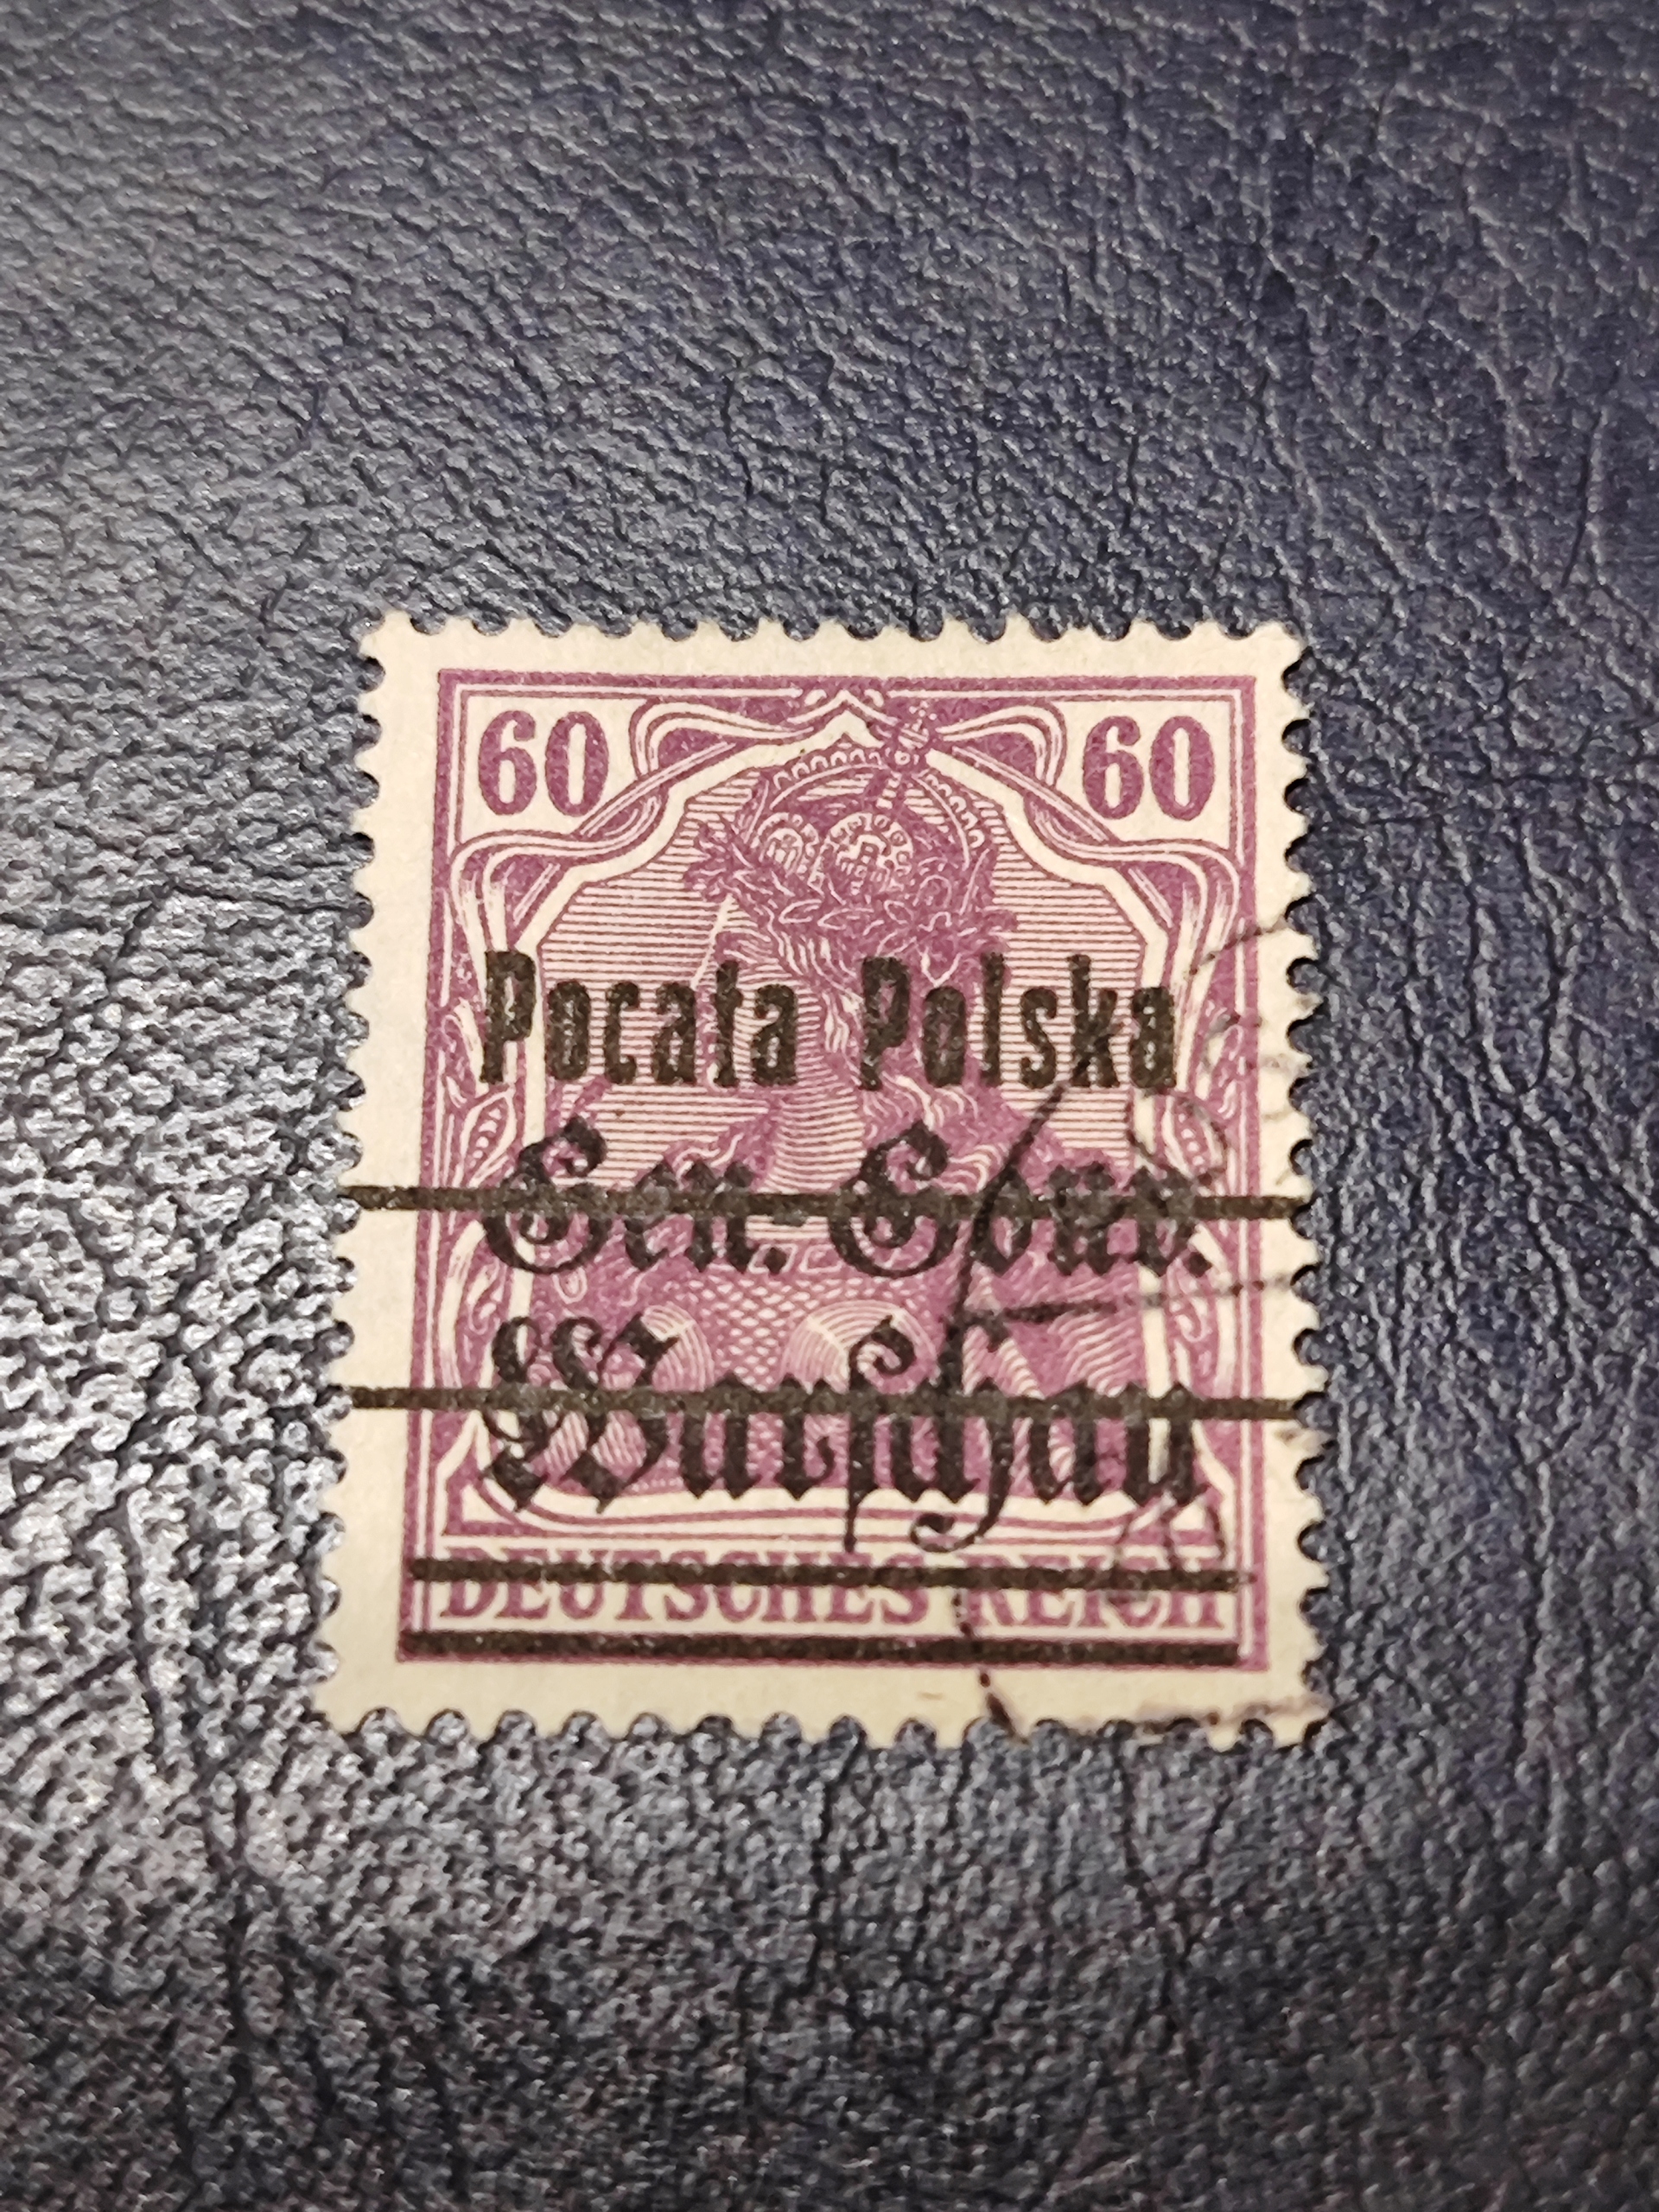 60 60
Pocata Polska
Gen.-Gouv.
Warschau
DEUTSCHES REICH